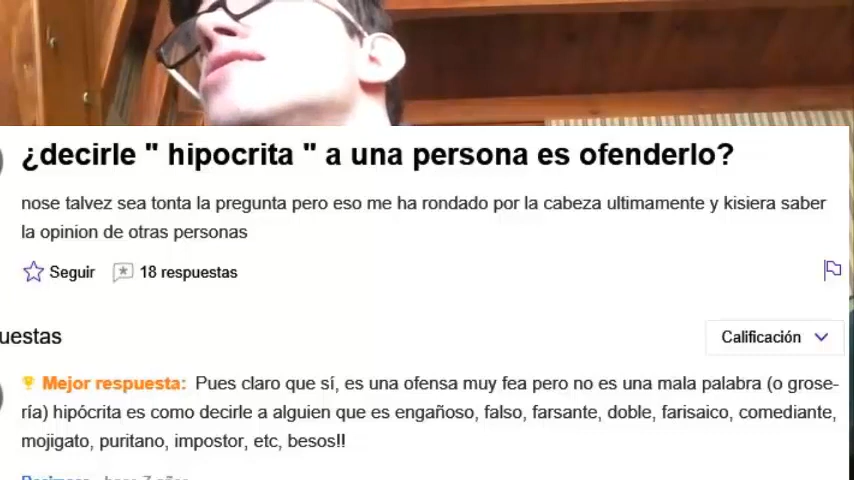 ¿decirle " hipocrita " a una persona es ofenderlo?
nose talvez sea tonta la pregunta pero eso me ha rondado por la cabeza ultimamente y kisiera saber
la opinion de otras personas
Seguir 18 respuestas
uestas
Calificación
Mejor respuesta: Pues claro que sí, es una ofensa muy fea pero no es una mala palabra (o grose-
ría) hipócrita es como decirle a alguien que es engañoso, falso, farsante, doble, farisaico, comediante,
mojigato, puritano, impostor, etc, besos!!